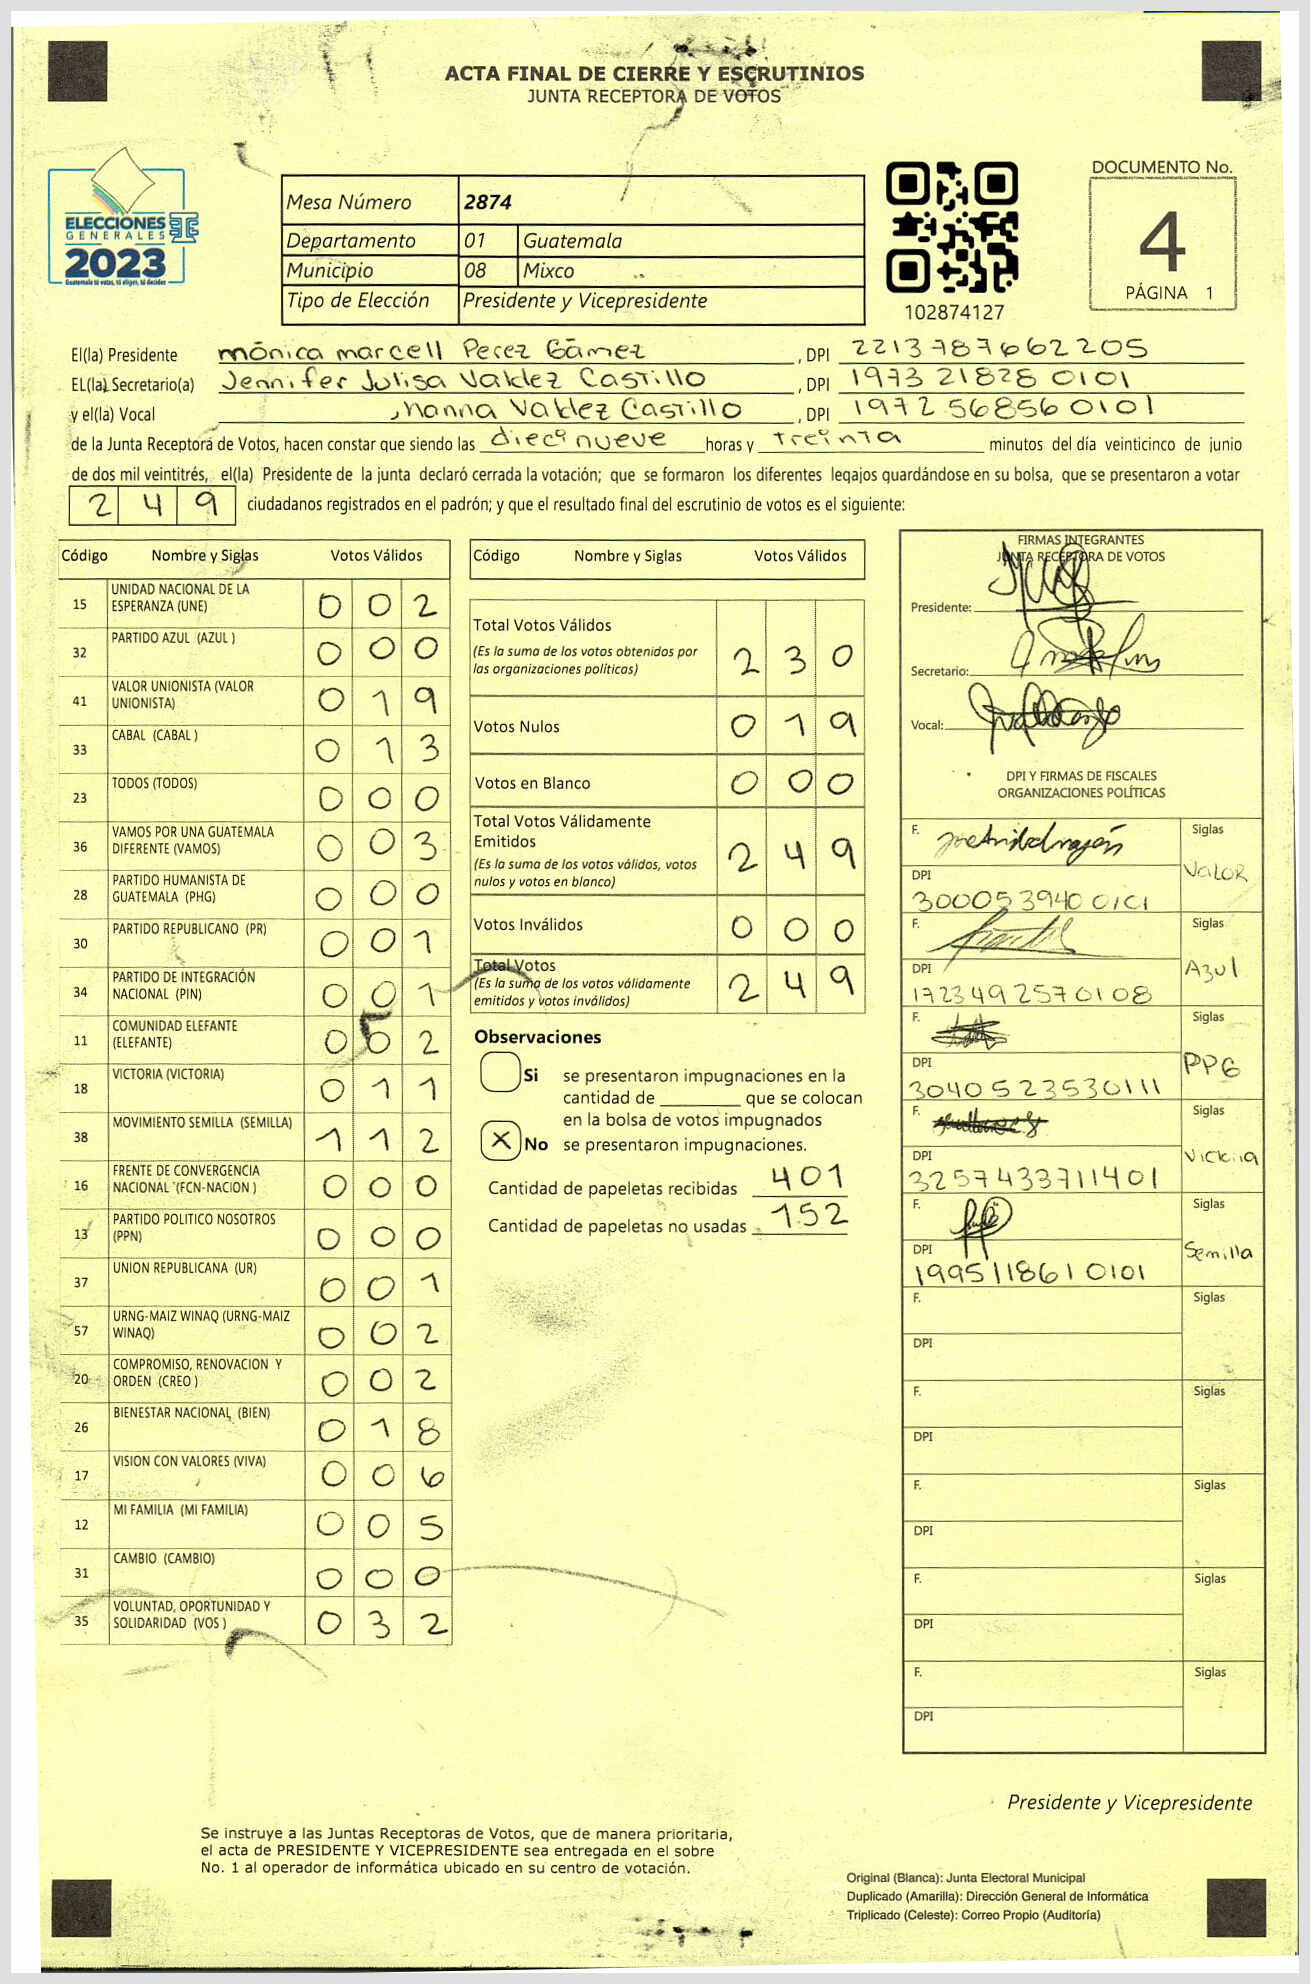 ACTA FINAL DE CIERRE Y ESCRUTINIOS
JUNTA RECEPTORA DE VOTOS
ELECCIONES
GENERALES
2023
Guatemala tú votas, tú eliges, tú decides
Mesa Número 2874
Departamento 01 Guatemala
Municipio 08 Mixco
Tipo de Elección Presidente y Vicepresidente
102874127
DOCUMENTO No.
4
PÁGINA 1
El(la) Presidente mónica marcell Perez Gámez , DPI 2213787662205
EL(la) Secretario(a) Jennifer Julisa Valdez Castillo , DPI 1973 21828 0101
y el(la) Vocal Jhanna Valdez Castillo , DPI 1972 56856 0101
de la Junta Receptora de Votos, hacen constar que siendo las diecinueve horas y treinta minutos del día veinticinco de junio
de dos mil veintitrés, el(la) Presidente de la junta declaró cerrada la votación; que se formaron los diferentes legajos guardándose en su bolsa, que se presentaron a votar
249 ciudadanos registrados en el padrón; y que el resultado final del escrutinio de votos es el siguiente:
Código Nombre y Siglas Votos Válidos
15 UNIDAD NACIONAL DE LA ESPERANZA (UNE) 0 0 2
32 PARTIDO AZUL (AZUL ) 0 0 0
41 VALOR UNIONISTA (VALOR UNIONISTA) 0 1 9
33 CABAL (CABAL ) 0 1 3
23 TODOS (TODOS) 0 0 0
36 VAMOS POR UNA GUATEMALA DIFERENTE (VAMOS) 0 0 3
28 PARTIDO HUMANISTA DE GUATEMALA (PHG) 0 0 0
30 PARTIDO REPUBLICANO (PR) 0 0 1
34 PARTIDO DE INTEGRACIÓN NACIONAL (PIN) 0 0 1
11 COMUNIDAD ELEFANTE (ELEFANTE) 0 0 2
18 VICTORIA (VICTORIA) 0 1 1
38 MOVIMIENTO SEMILLA (SEMILLA) 1 1 2
16 FRENTE DE CONVERGENCIA NACIONAL (FCN-NACION ) 0 0 0
13 PARTIDO POLITICO NOSOTROS (PPN) 0 0 0
37 UNION REPUBLICANA (UR) 0 0 1
57 URNG-MAIZ WINAQ (URNG-MAIZ WINAQ) 0 0 2
20 COMPROMISO, RENOVACION Y ORDEN (CREO ) 0 0 2
26 BIENESTAR NACIONAL (BIEN) 0 1 8
17 VISION CON VALORES (VIVA) 0 0 6
12 MI FAMILIA (MI FAMILIA) 0 0 5
31 CAMBIO (CAMBIO) 0 0 0
35 VOLUNTAD, OPORTUNIDAD Y SOLIDARIDAD (VOS ) 0 3 2
Código Nombre y Siglas Votos Válidos
Total Votos Válidos
(Es la suma de los votos obtenidos por
las organizaciones políticas) 2 3 0
Votos Nulos 0 1 9
Votos en Blanco 0 0 0
Total Votos Válidamente
Emitidos
(Es la suma de los votos válidos, votos
nulos y votos en blanco) 2 4 9
Votos Inválidos 0 0 0
Total Votos
(Es la suma de los votos válidamente
emitidos y votos inválidos) 2 4 9
Observaciones
Si se presentaron impugnaciones en la
cantidad de ________ que se colocan
en la bolsa de votos impugnados
X No se presentaron impugnaciones.
Cantidad de papeletas recibidas 401
Cantidad de papeletas no usadas 152
FIRMAS INTEGRANTES
JUNTA RECEPTORA DE VOTOS
Presidente:
Secretario:
Vocal:
DPI Y FIRMAS DE FISCALES
ORGANIZACIONES POLÍTICAS
F. Siglas
DPI VALOR
300053940 0101
F. Siglas
DPI Azul
1723492570108
F. Siglas
DPI PPG
3040523530111
F. Siglas
DPI Victoria
3257433711401
F. Siglas
DPI Semilla
1995118610101
F. Siglas
DPI
F. Siglas
DPI
F. Siglas
DPI
F. Siglas
DPI
F. Siglas
DPI
Presidente y Vicepresidente
Se instruye a las Juntas Receptoras de Votos, que de manera prioritaria,
el acta de PRESIDENTE Y VICEPRESIDENTE sea entregada en el sobre
No. 1 al operador de informática ubicado en su centro de votación.
Original (Blanca): Junta Electoral Municipal
Duplicado (Amarilla): Dirección General de Informática
Triplicado (Celeste): Correo Propio (Auditoría)